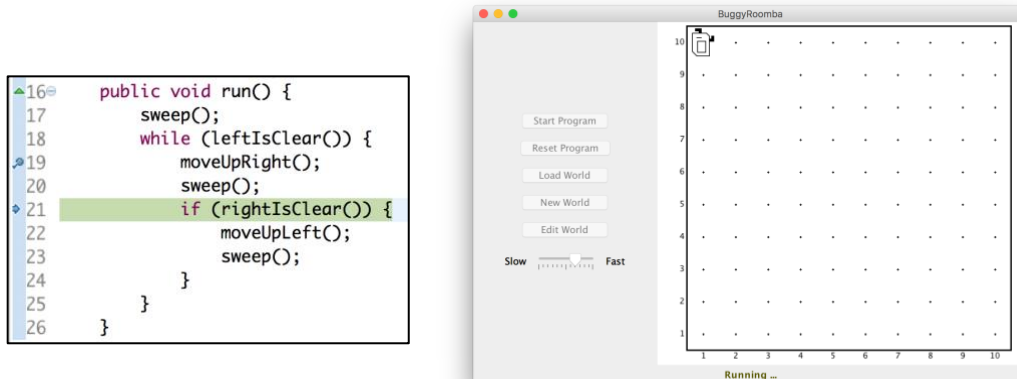 16 public void run() {
17 sweep();
18 while (leftIsClear()) {
19 moveUpRight();
20 sweep();
21 if (rightIsClear()) {
22 moveUpLeft();
23 sweep();
24 }
25 }
26 }
BuggyRoomba
Start Program
Reset Program
Load World
New World
Edit World
Slow Fast
10
9
8
7
6
5
4
3
2
1
1 2 3 4 5 6 7 8 9 10
Running ...